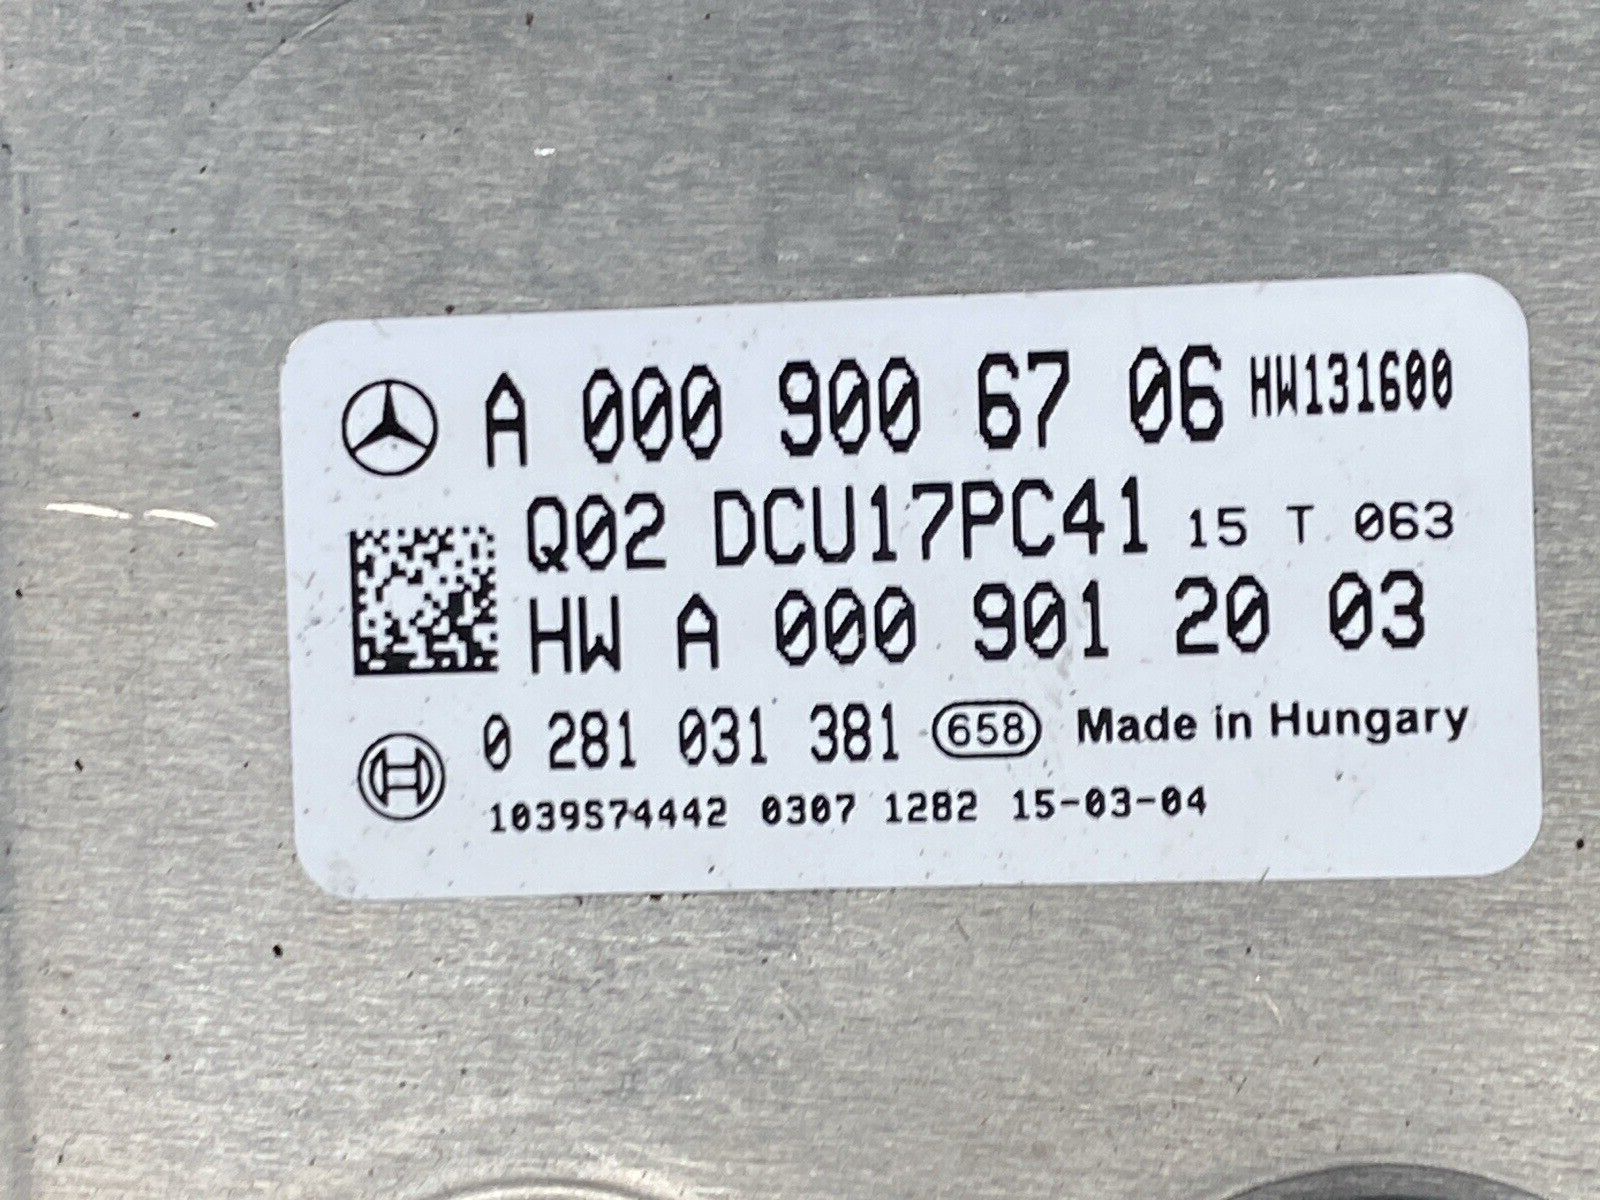 A 000 900 67 06 HW131600
Q02 DCU17PC41 15 T 063
HW A 000 901 20 03
0 281 031 381 658 Made in Hungary
1039S74442 0307 1282 15-03-04